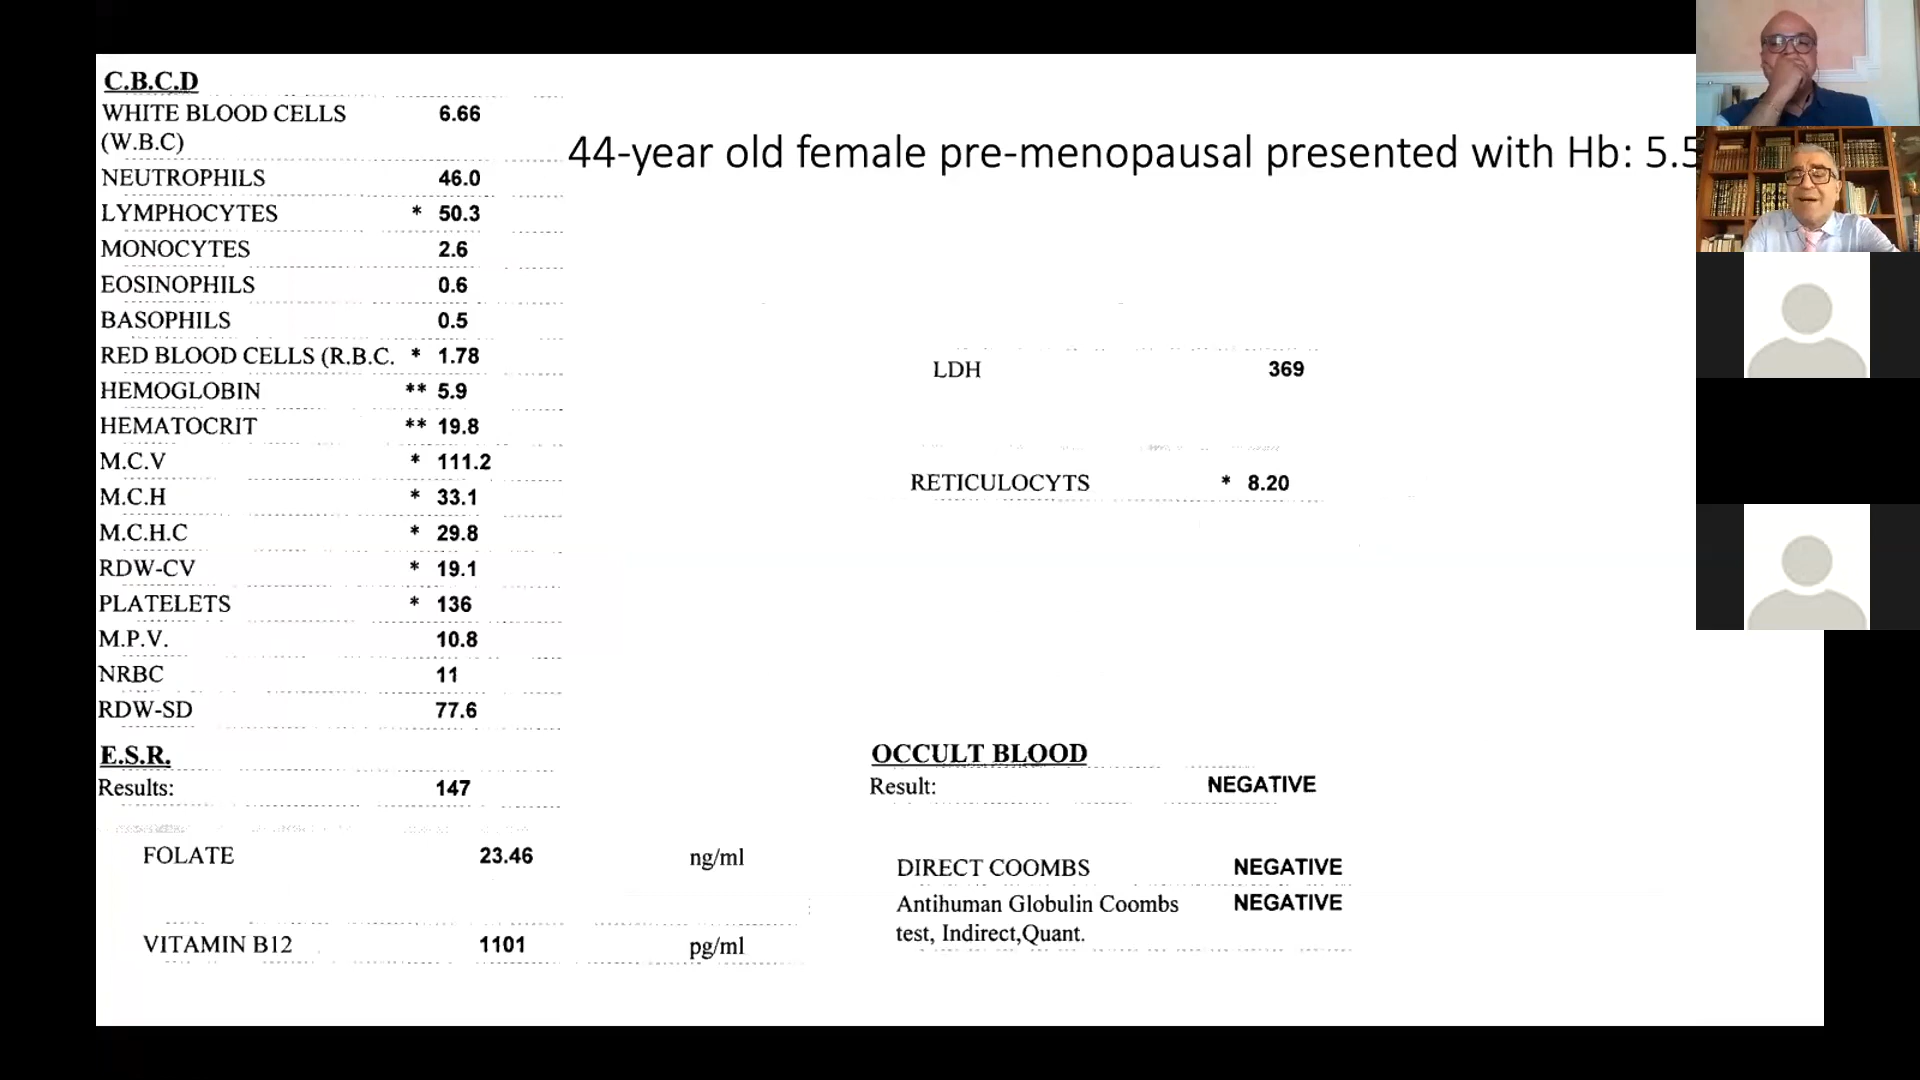 C.B.C.D
WHITE BLOOD CELLS 6.66
(W.B.C)
44-year old female pre-menopausal presented with Hb: 5.5
NEUTROPHILS 46.0
LYMPHOCYTES * 50.3
MONOCYTES 2.6
EOSINOPHILS 0.6
BASOPHILS 0.5
RED BLOOD CELLS (R.B.C. * 1.78
HEMOGLOBIN ** 5.9
HEMATOCRIT ** 19.8
M.C.V * 111.2
M.C.H * 33.1
M.C.H.C * 29.8
RDW-CV * 19.1
PLATELETS * 136
M.P.V. 10.8
NRBC 11
RDW-SD 77.6
E.S.R.
Results: 147
FOLATE 23.46 ng/ml
VITAMIN B12 1101 pg/ml
LDH 369
RETICULOCYTS * 8.20
OCCULT BLOOD
Result: NEGATIVE
DIRECT COOMBS NEGATIVE
Antihuman Globulin Coombs NEGATIVE
test, Indirect,Quant.